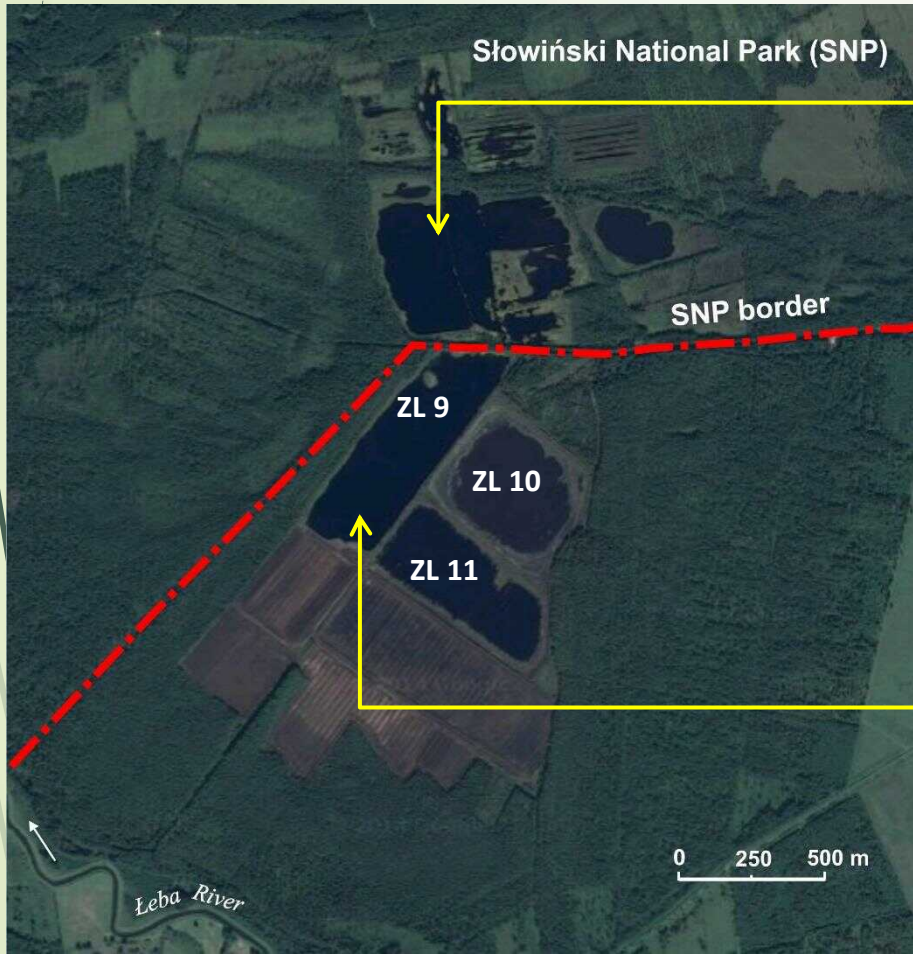 Słowiński National Park (SNP)
SNP border
ZL 9
ZL 10
ZL 11
0 250 500 m
Łeba River